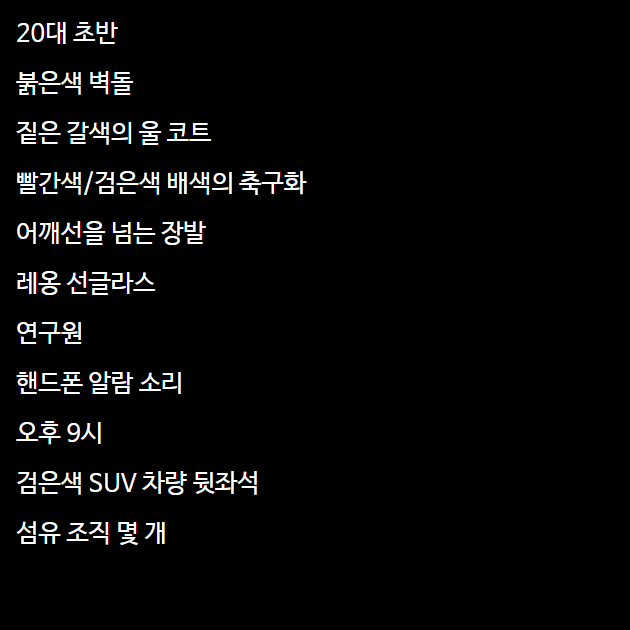 20대 초반
붉은색 벽돌
짙은 갈색의 울 코트
빨간색/검은색 배색의 축구화
어깨선을 넘는 장발
레옹 선글라스
연구원
핸드폰 알람 소리
오후 9시
검은색 SUV 차량 뒷좌석
섬유 조직 몇 개